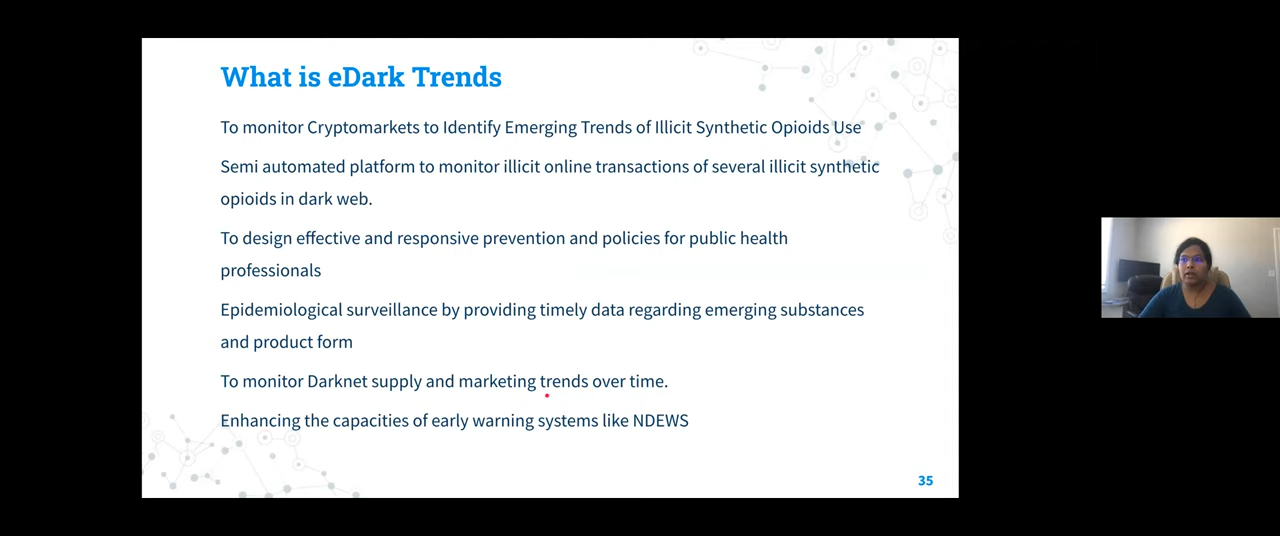 What is eDark Trends
To monitor Cryptomarkets to Identify Emerging Trends of Illicit Synthetic Opioids Use
Semi automated platform to monitor illicit online transactions of several illicit synthetic
opioids in dark web.
To design effective and responsive prevention and policies for public health
professionals
Epidemiological surveillance by providing timely data regarding emerging substances
and product form
To monitor Darknet supply and marketing trends over time.
Enhancing the capacities of early warning systems like NDEWS
35